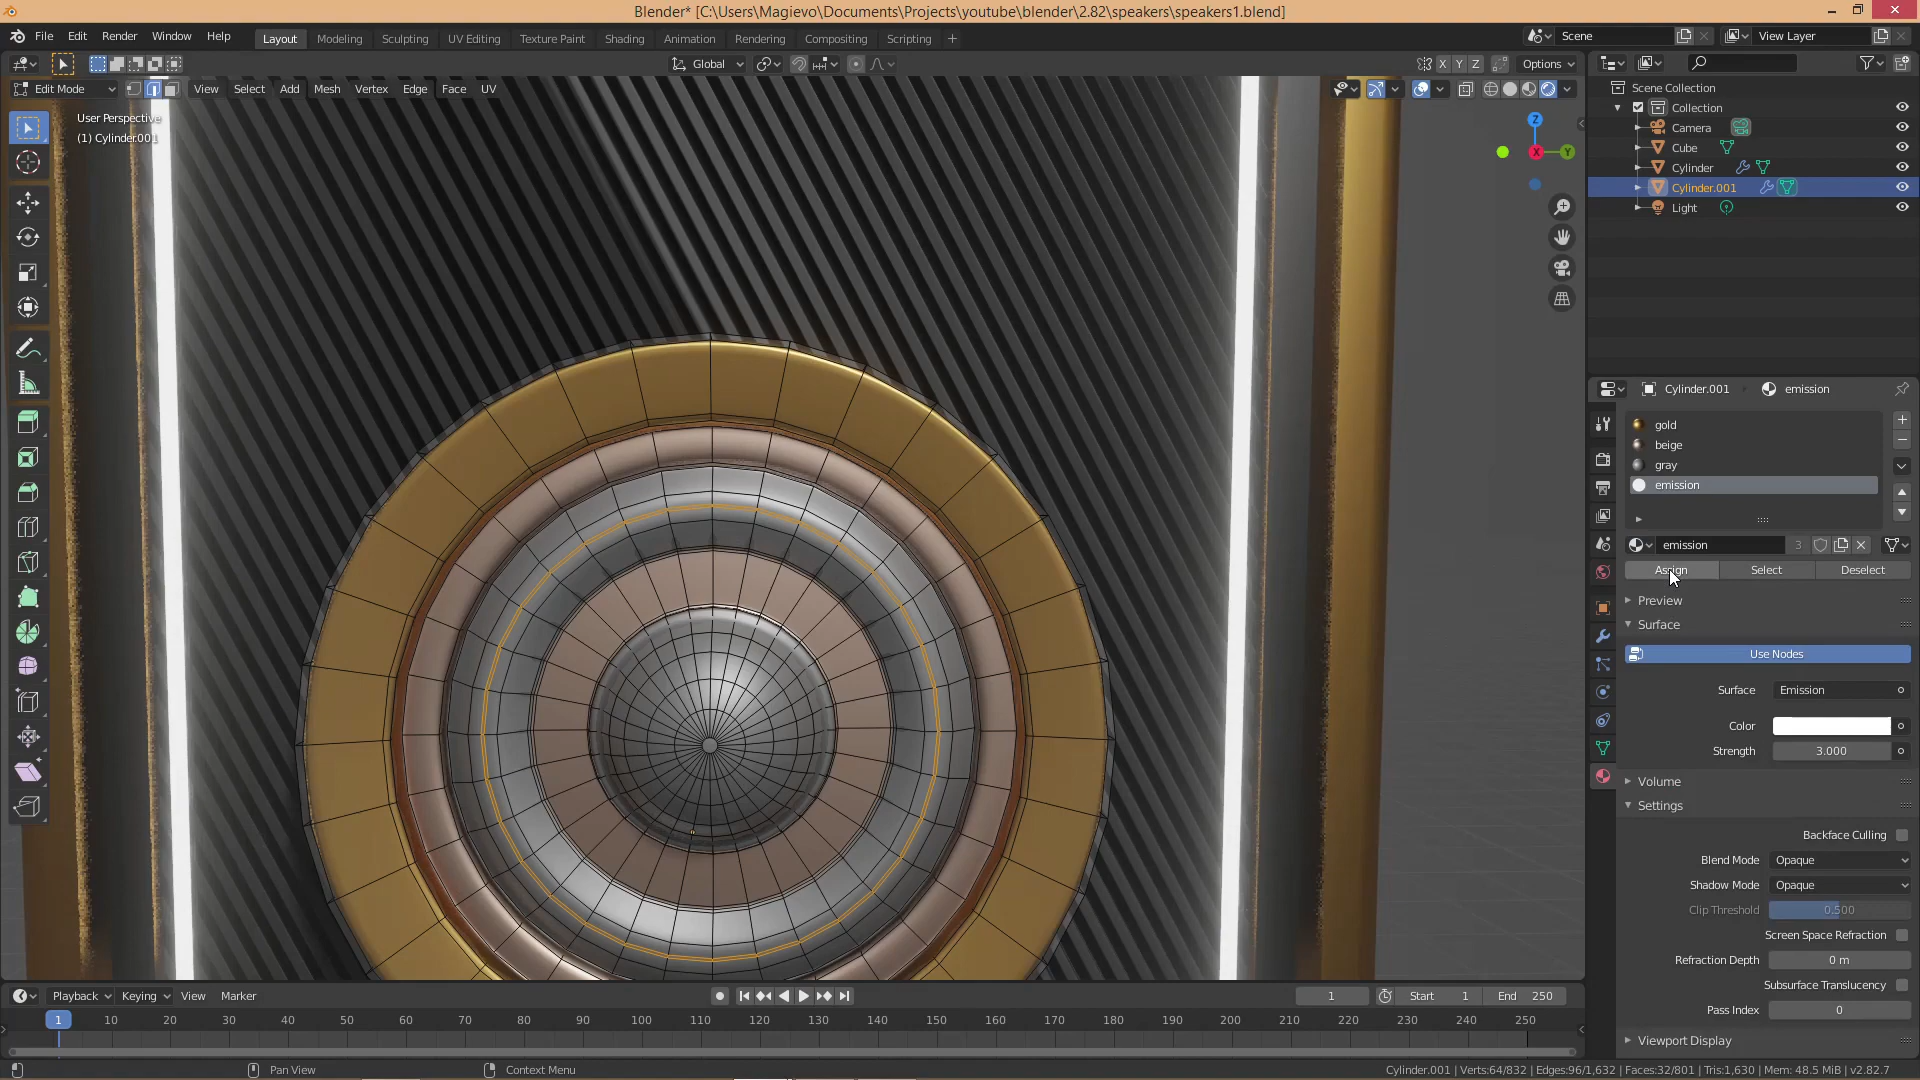 Blender* [C:\Users\Magievo\Documents\Projects\youtube\blender\2.82\speakers\speakers1.blend]
File Edit Render Window Help Layout Modeling Sculpting UV Editing Texture Paint Shading Animation Rendering Compositing Scripting + Scene View Layer
Global X Y Z Options
Edit Mode View Select Add Mesh Vertex Edge Face UV
User Perspective
(1) Cylinder.001
Z
X Y
Scene Collection
Collection
Camera
Cube
Cylinder
Cylinder.001
Light
Cylinder.001 emission
gold
beige
gray
emission
emission 3
Assign Select Deselect
Preview
Surface
Use Nodes
Surface Emission
Color
Strength 3.000
Volume
Settings
Backface Culling
Blend Mode Opaque
Shadow Mode Opaque
Clip Threshold 0.500
Screen Space Refraction
Refraction Depth 0 m
Subsurface Translucency
Pass Index 0
Viewport Display
Playback Keying View Marker 1 Start 1 End 250
1 10 20 30 40 50 60 70 80 90 100 110 120 130 140 150 160 170 180 190 200 210 220 230 240 250
Pan View Context Menu Cylinder.001 | Verts:64/832 | Edges:96/1,632 | Faces:32/801 | Tris:1,630 | Mem: 48.5 MiB | v2.82.7